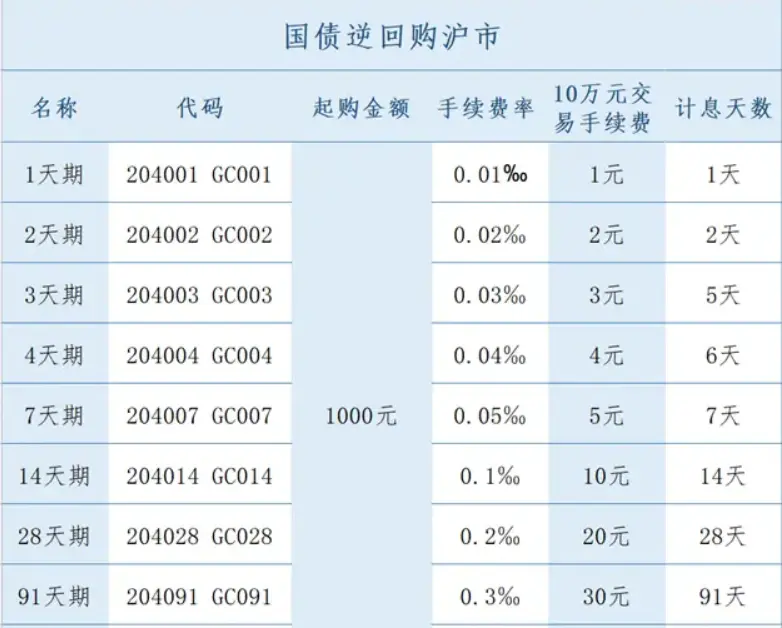 国债逆回购沪市
名称 代码 起购金额 手续费率 10万元交易手续费 计息天数
1天期 204001 GC001 0.01‰ 1元 1天
2天期 204002 GC002 0.02‰ 2元 2天
3天期 204003 GC003 0.03‰ 3元 5天
4天期 204004 GC004 0.04‰ 4元 6天
7天期 204007 GC007 1000元 0.05‰ 5元 7天
14天期 204014 GC014 0.1‰ 10元 14天
28天期 204028 GC028 0.2‰ 20元 28天
91天期 204091 GC091 0.3‰ 30元 91天